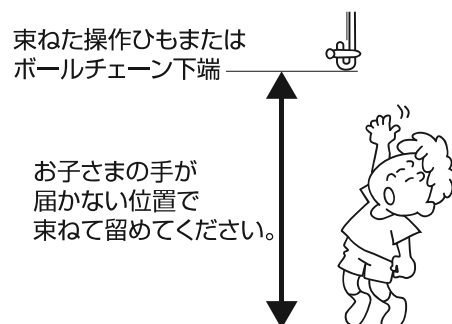 束ねた操作ひもまたは
ボールチェーン下端
お子さまの手が
届かない位置で
束ねて留めてください。